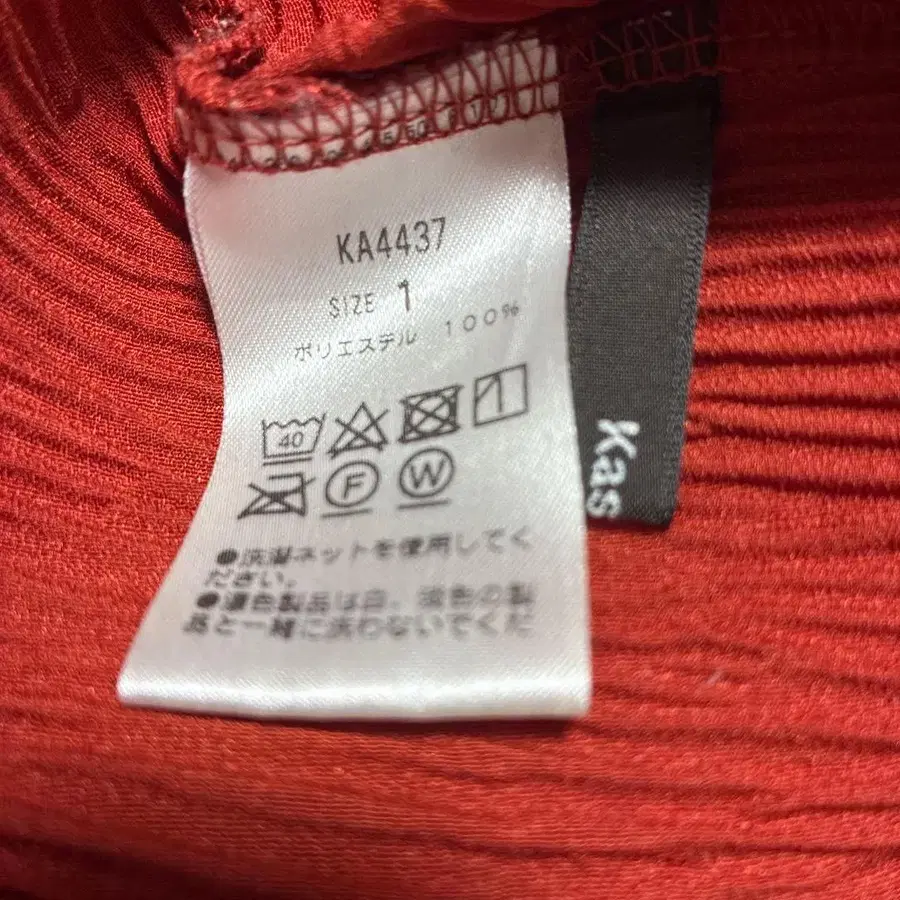 KA4437
SIZE 1
ポリエステル 100%
40
F W
●洗濯ネットを使用してく
ださい。
●濃色製品は白、淡色の製
品と一緒に洗わないでくだ
Kas